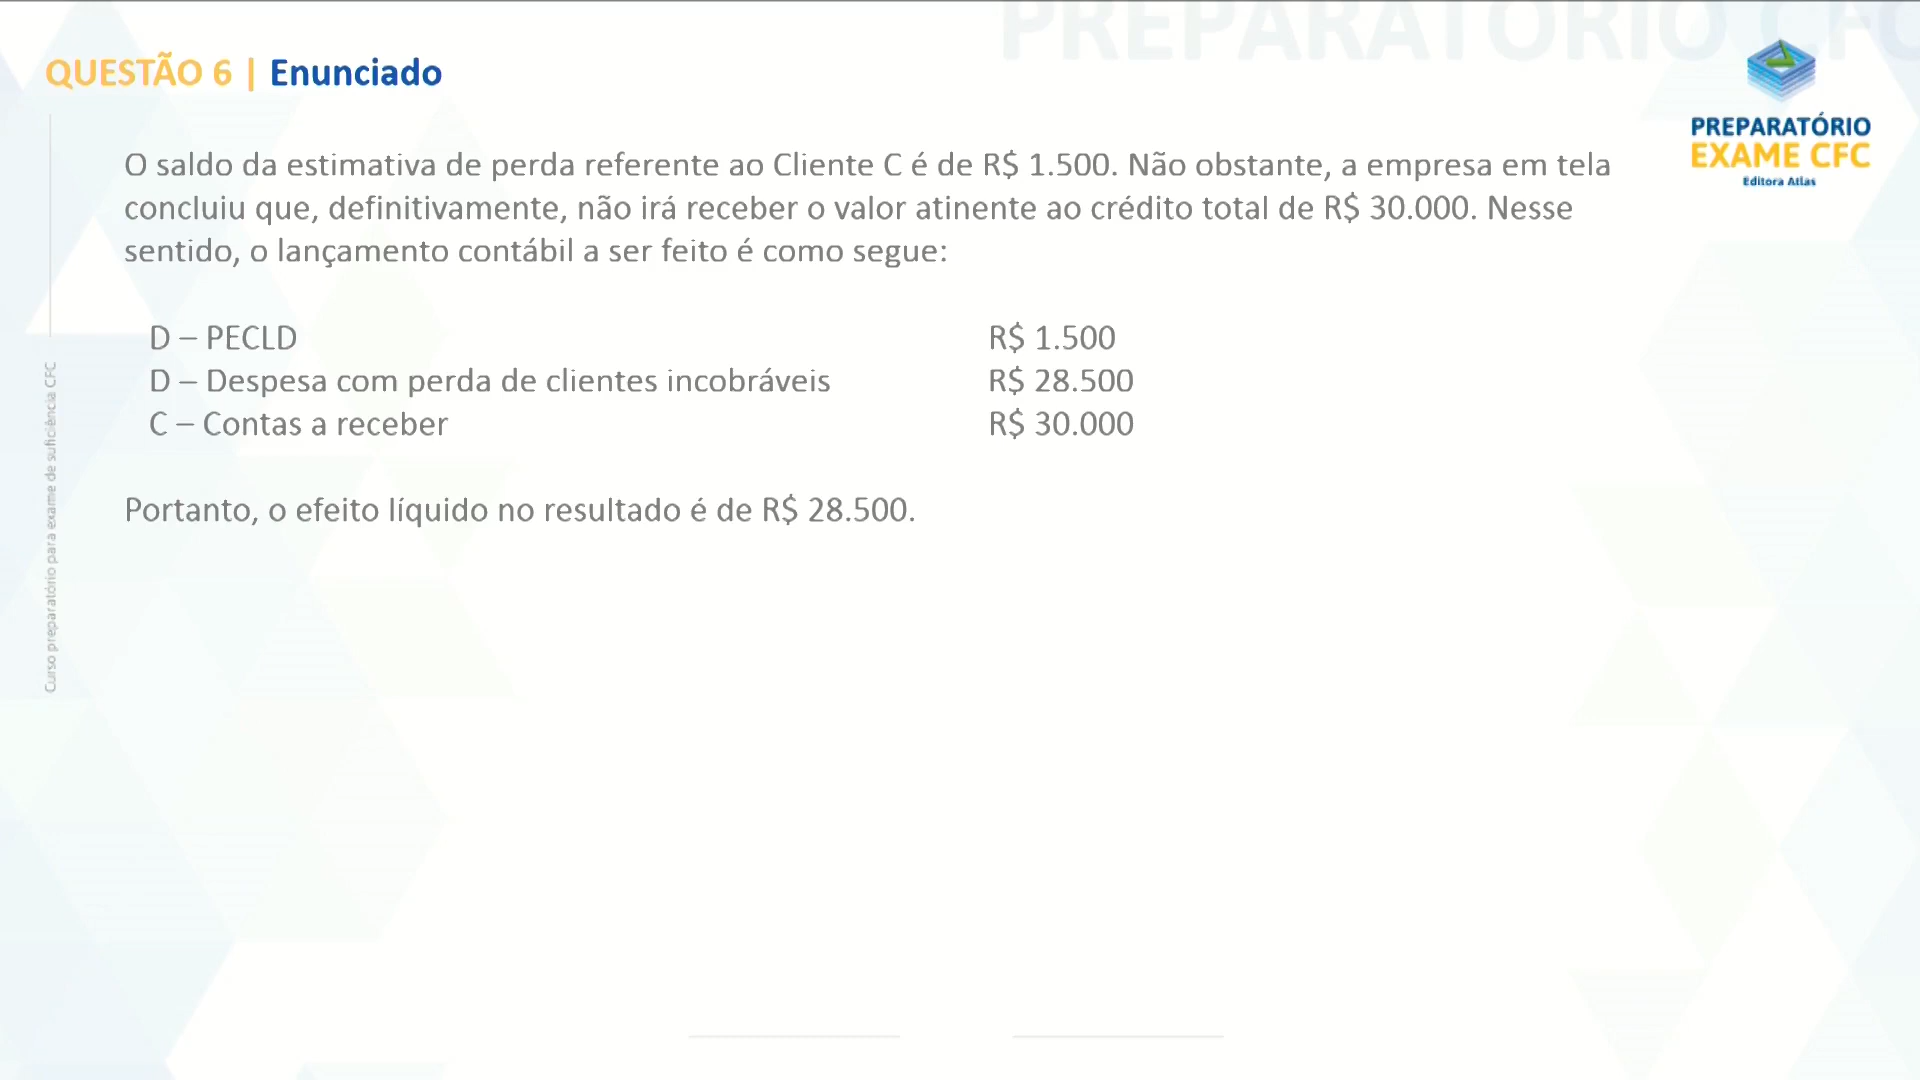 PREPARATÓRIO CFC
QUESTÃO 6 | Enunciado
PREPARATÓRIO
EXAME CFC
Editora Atlas
O saldo da estimativa de perda referente ao Cliente C é de R$ 1.500. Não obstante, a empresa em tela
concluiu que, definitivamente, não irá receber o valor atinente ao crédito total de R$ 30.000. Nesse
sentido, o lançamento contábil a ser feito é como segue:
D – PECLD R$ 1.500
D – Despesa com perda de clientes incobráveis R$ 28.500
C – Contas a receber R$ 30.000
Portanto, o efeito líquido no resultado é de R$ 28.500.
Curso preparatório para exame de suficiência CFC